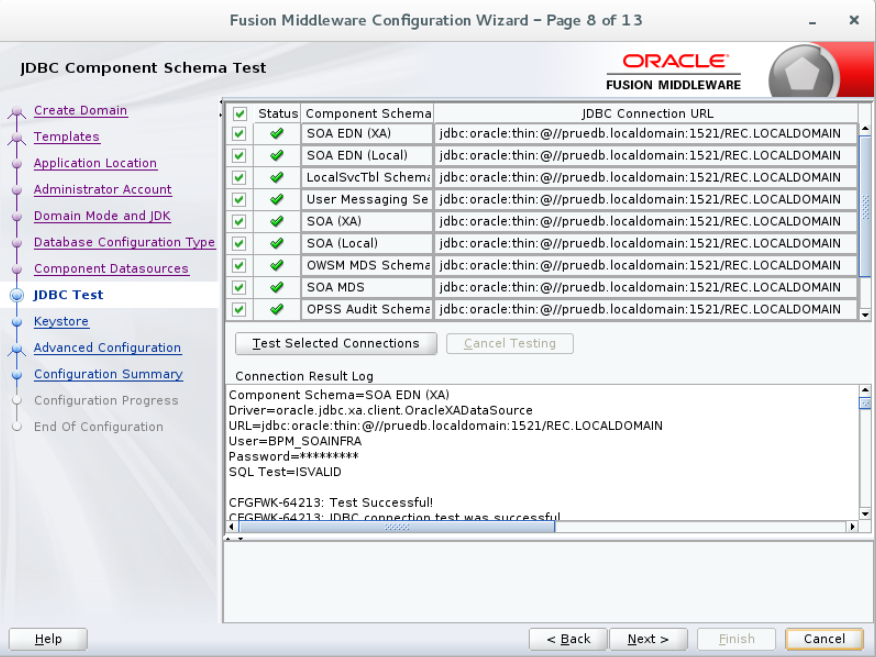 Fusion Middleware Configuration Wizard – Page 8 of 13
JDBC Component Schema Test
ORACLE
FUSION MIDDLEWARE
Create Domain
Templates
Application Location
Administrator Account
Domain Mode and JDK
Database Configuration Type
Component Datasources
JDBC Test
Keystore
Advanced Configuration
Configuration Summary
Configuration Progress
End Of Configuration
Status Component Schema JDBC Connection URL
SOA EDN (XA) jdbc:oracle:thin:@//pruedb.localdomain:1521/REC.LOCALDOMAIN
SOA EDN (Local) jdbc:oracle:thin:@//pruedb.localdomain:1521/REC.LOCALDOMAIN
LocalSvcTbl Schema jdbc:oracle:thin:@//pruedb.localdomain:1521/REC.LOCALDOMAIN
User Messaging Se jdbc:oracle:thin:@//pruedb.localdomain:1521/REC.LOCALDOMAIN
SOA (XA) jdbc:oracle:thin:@//pruedb.localdomain:1521/REC.LOCALDOMAIN
SOA (Local) jdbc:oracle:thin:@//pruedb.localdomain:1521/REC.LOCALDOMAIN
OWSM MDS Schema jdbc:oracle:thin:@//pruedb.localdomain:1521/REC.LOCALDOMAIN
SOA MDS jdbc:oracle:thin:@//pruedb.localdomain:1521/REC.LOCALDOMAIN
OPSS Audit Schema jdbc:oracle:thin:@//pruedb.localdomain:1521/REC.LOCALDOMAIN
Test Selected Connections Cancel Testing
Connection Result Log
Component Schema=SOA EDN (XA)
Driver=oracle.jdbc.xa.client.OracleXADataSource
URL=jdbc:oracle:thin:@//pruedb.localdomain:1521/REC.LOCALDOMAIN
User=BPM_SOAINFRA
Password=*********
SQL Test=ISVALID
CFGFWK-64213: Test Successful!
CFGFWK-64213: JDBC connection test was successful
Help < Back Next > Finish Cancel